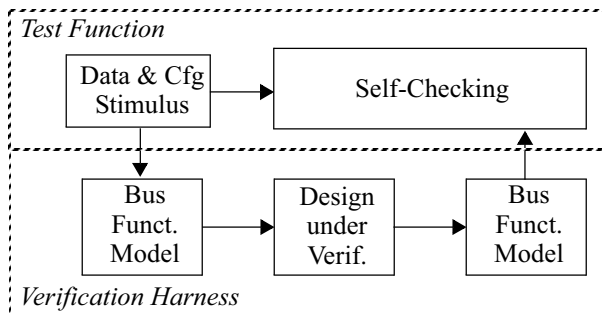 Test Function
Data & Cfg
Stimulus
Self-Checking
Bus
Funct.
Model
Design
under
Verif.
Bus
Funct.
Model
Verification Harness